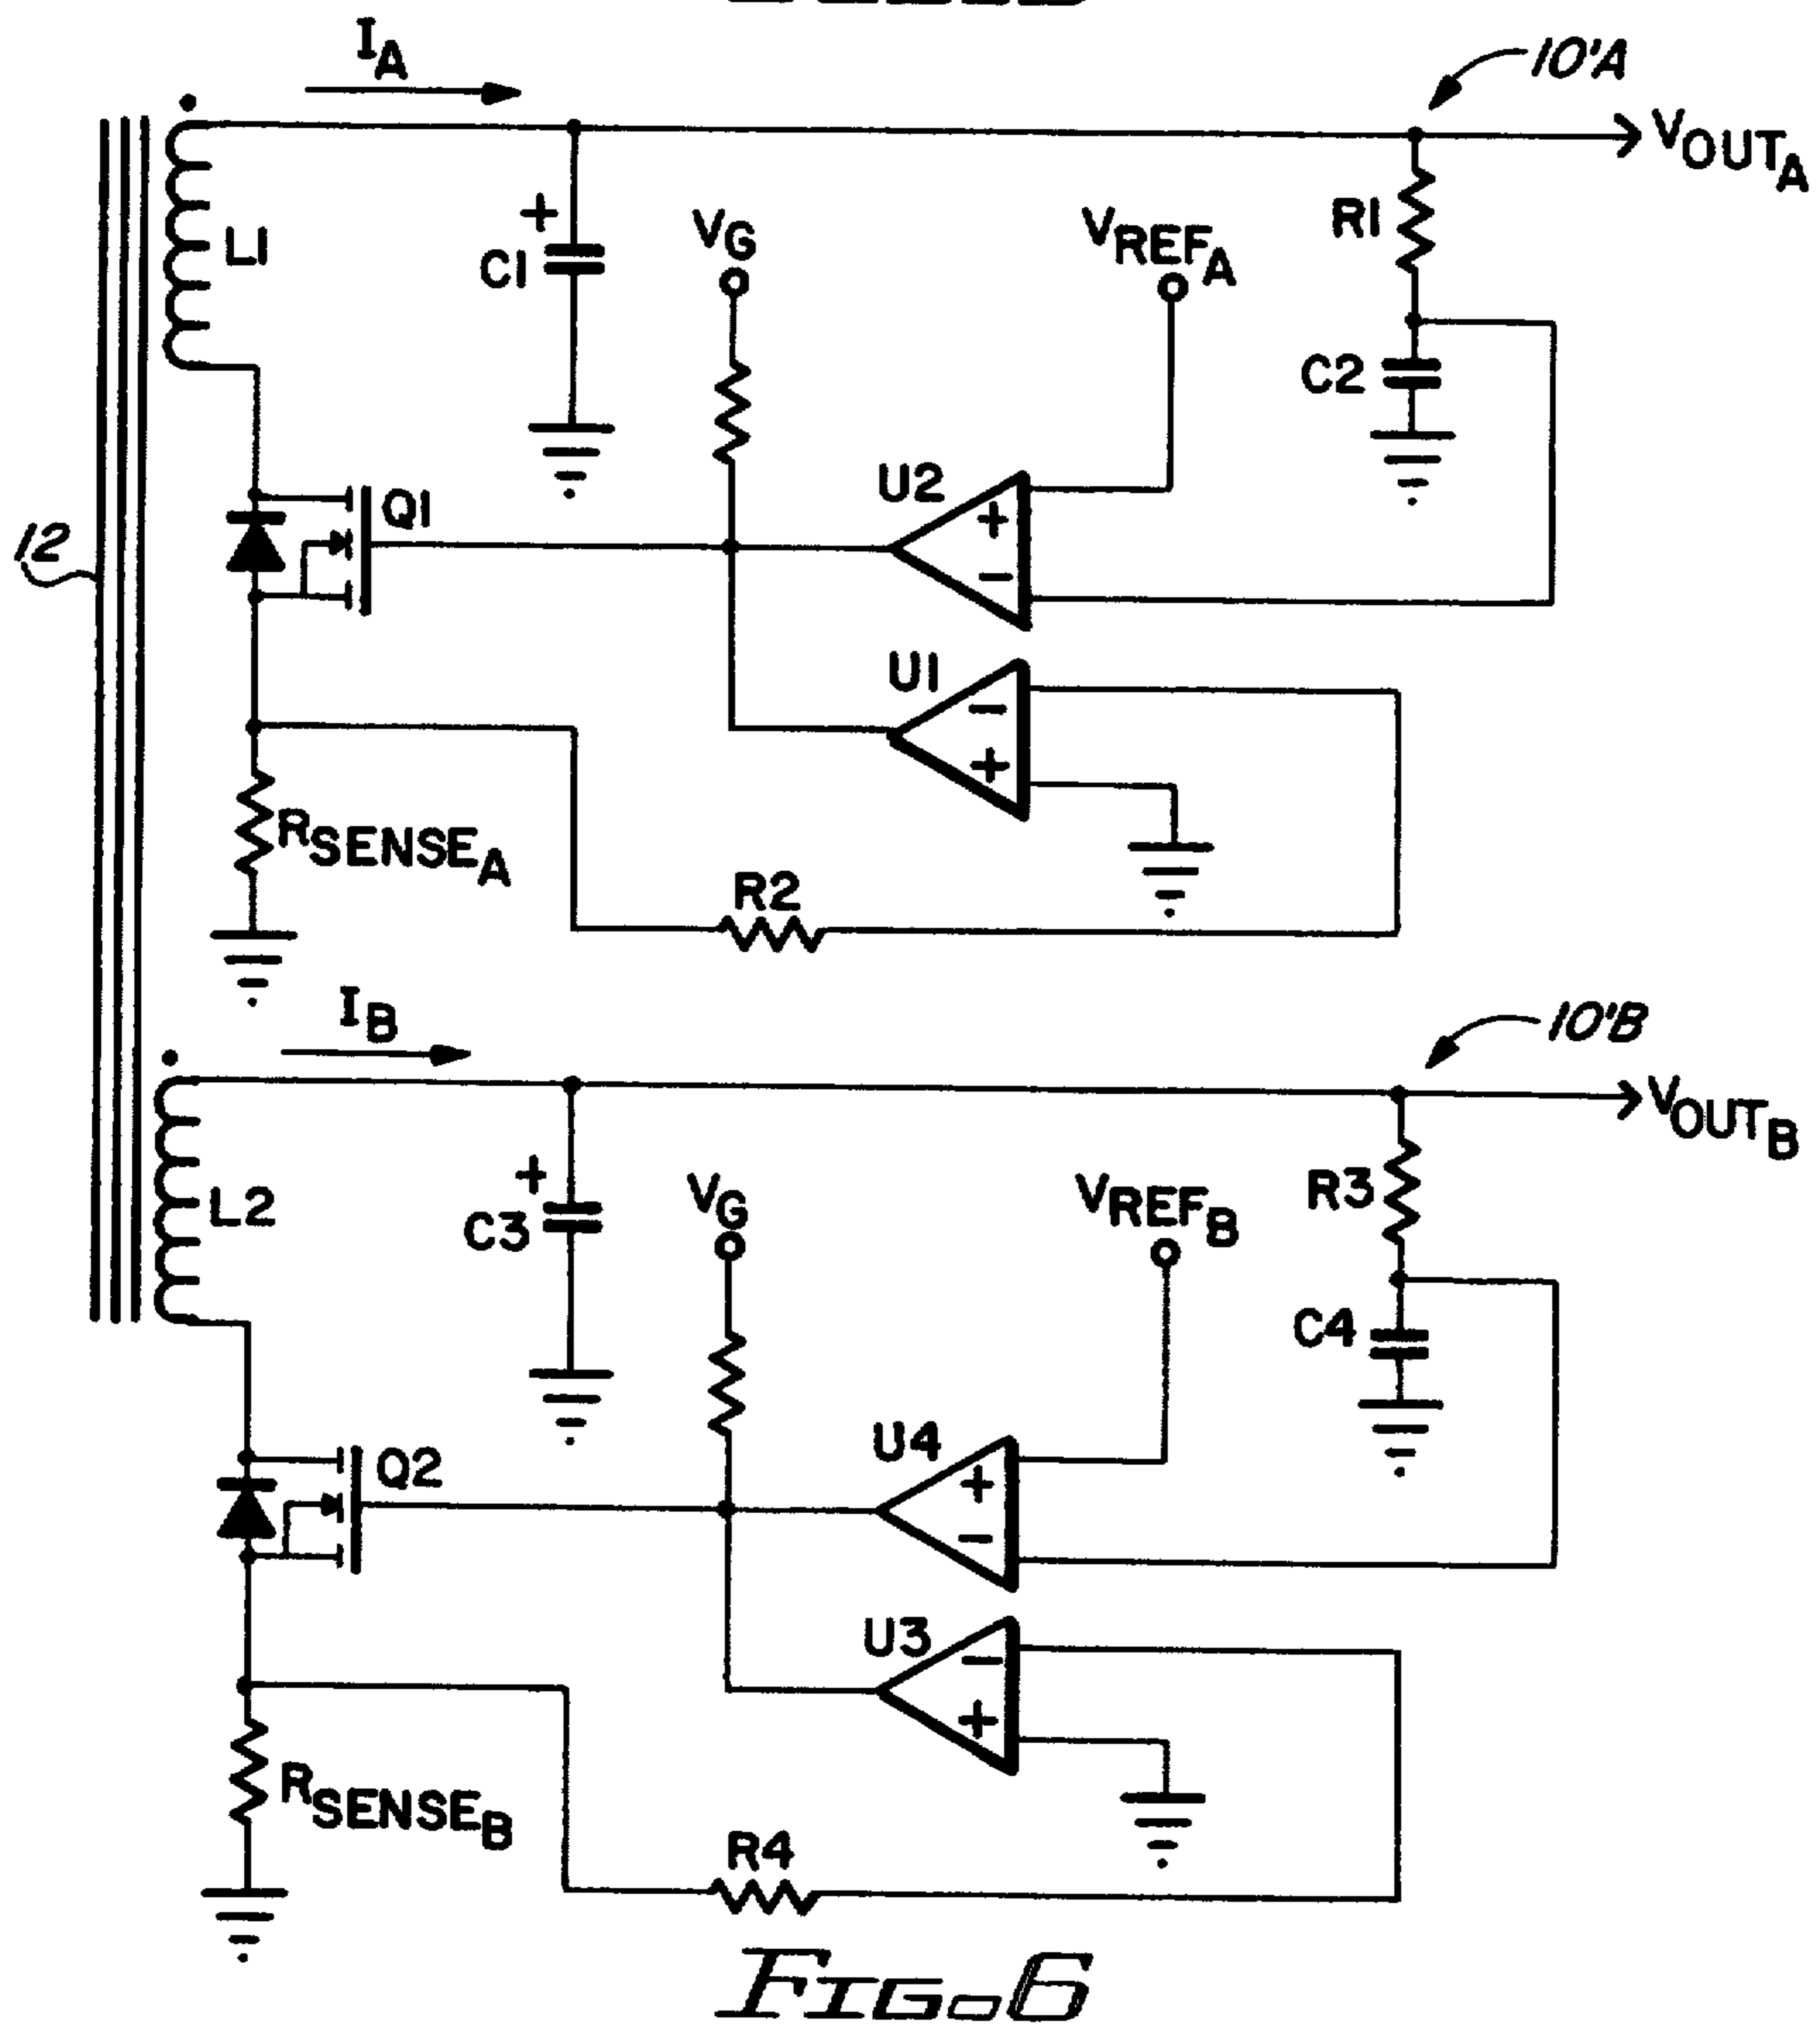 I_A
10'A
V_OUT_A
L1
+
C1
V_G
V_REF_A
R1
C2
U2
+
−
Q1
12
U1
−
+
R_SENSE_A
R2
I_B
10'B
V_OUT_B
L2
+
C3
V_G
V_REF_B
R3
C4
U4
+
−
Q2
U3
−
+
R_SENSE_B
R4
FIG. 6